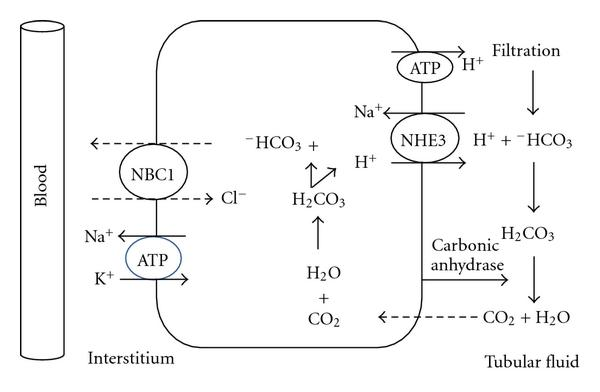 Blood
Filtration
ATP
H⁺
Na⁺
NHE3
H⁺ + ⁻HCO₃
H⁺
⁻HCO₃ +
H₂CO₃
NBC1
Cl⁻
Na⁺
ATP
K⁺
H₂O
+
CO₂
Carbonic
anhydrase
H₂CO₃
CO₂ + H₂O
Interstitium
Tubular fluid